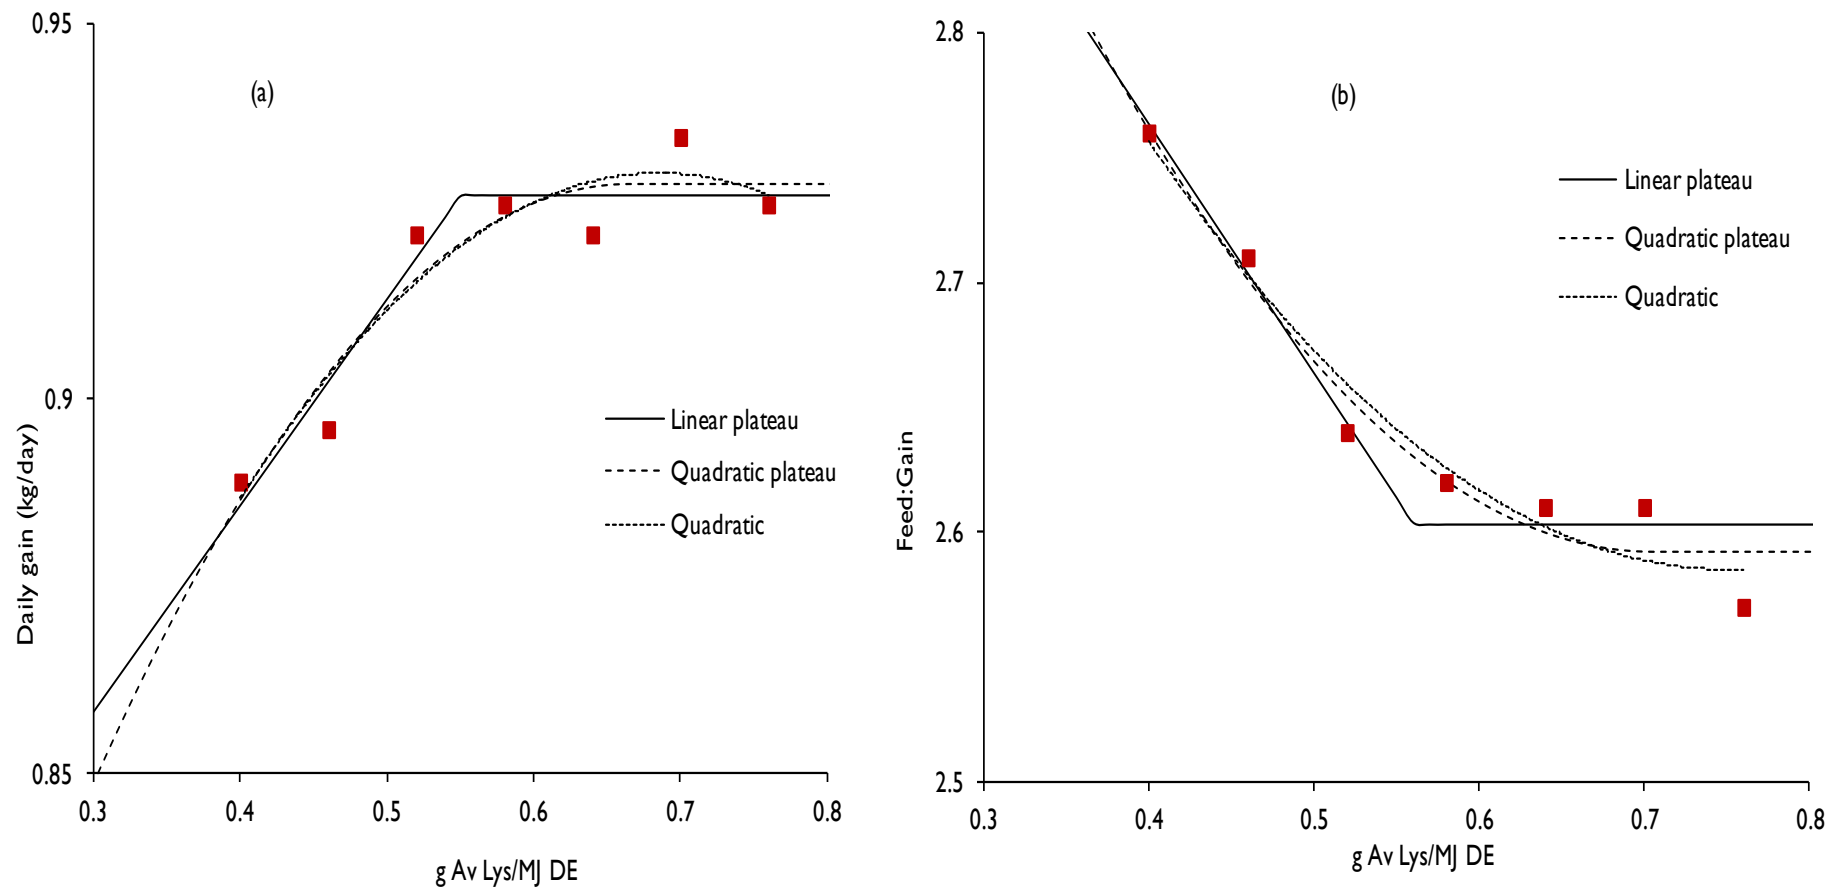 0.95
(a)
0.9
Linear plateau
Quadratic plateau
Quadratic
Daily gain (kg/day)
0.85
0.3 0.4 0.5 0.6 0.7 0.8
g Av Lys/MJ DE
2.8
(b)
Linear plateau
Quadratic plateau
2.7
Quadratic
Feed:Gain
2.6
2.5
0.3 0.4 0.5 0.6 0.7 0.8
g Av Lys/MJ DE